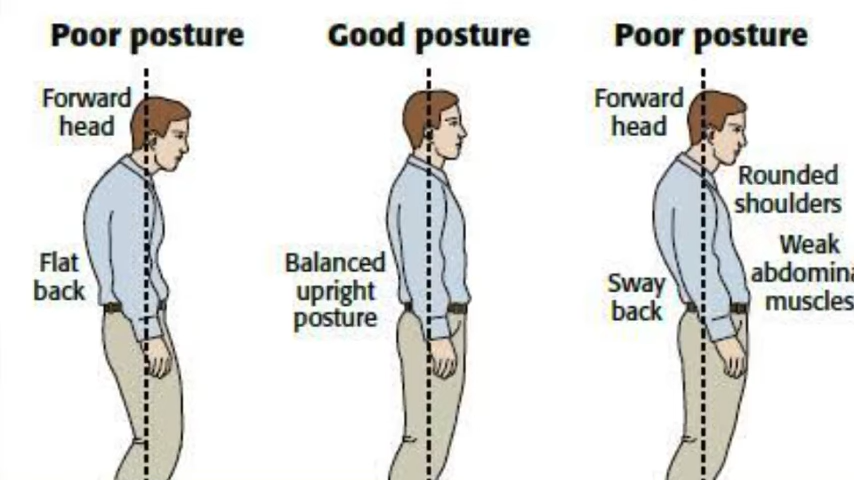 Poor posture
Forward
head
Flat
back
Good posture
Balanced
upright
posture
Poor posture
Forward
head
Rounded
shoulders
Sway
back
Weak
abdomina
muscles